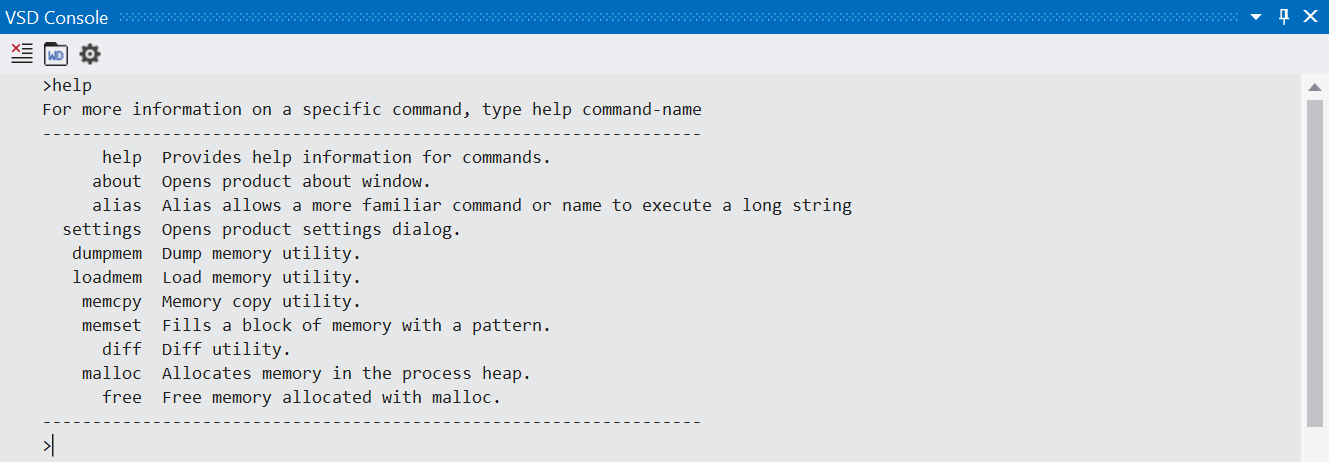 VSD Console
WD
>help
For more information on a specific command, type help command-name
------------------------------------------------------------------
help  Provides help information for commands.
about  Opens product about window.
alias  Alias allows a more familiar command or name to execute a long string
settings  Opens product settings dialog.
dumpmem  Dump memory utility.
loadmem  Load memory utility.
memcpy  Memory copy utility.
memset  Fills a block of memory with a pattern.
diff  Diff utility.
malloc  Allocates memory in the process heap.
free  Free memory allocated with malloc.
------------------------------------------------------------------
>